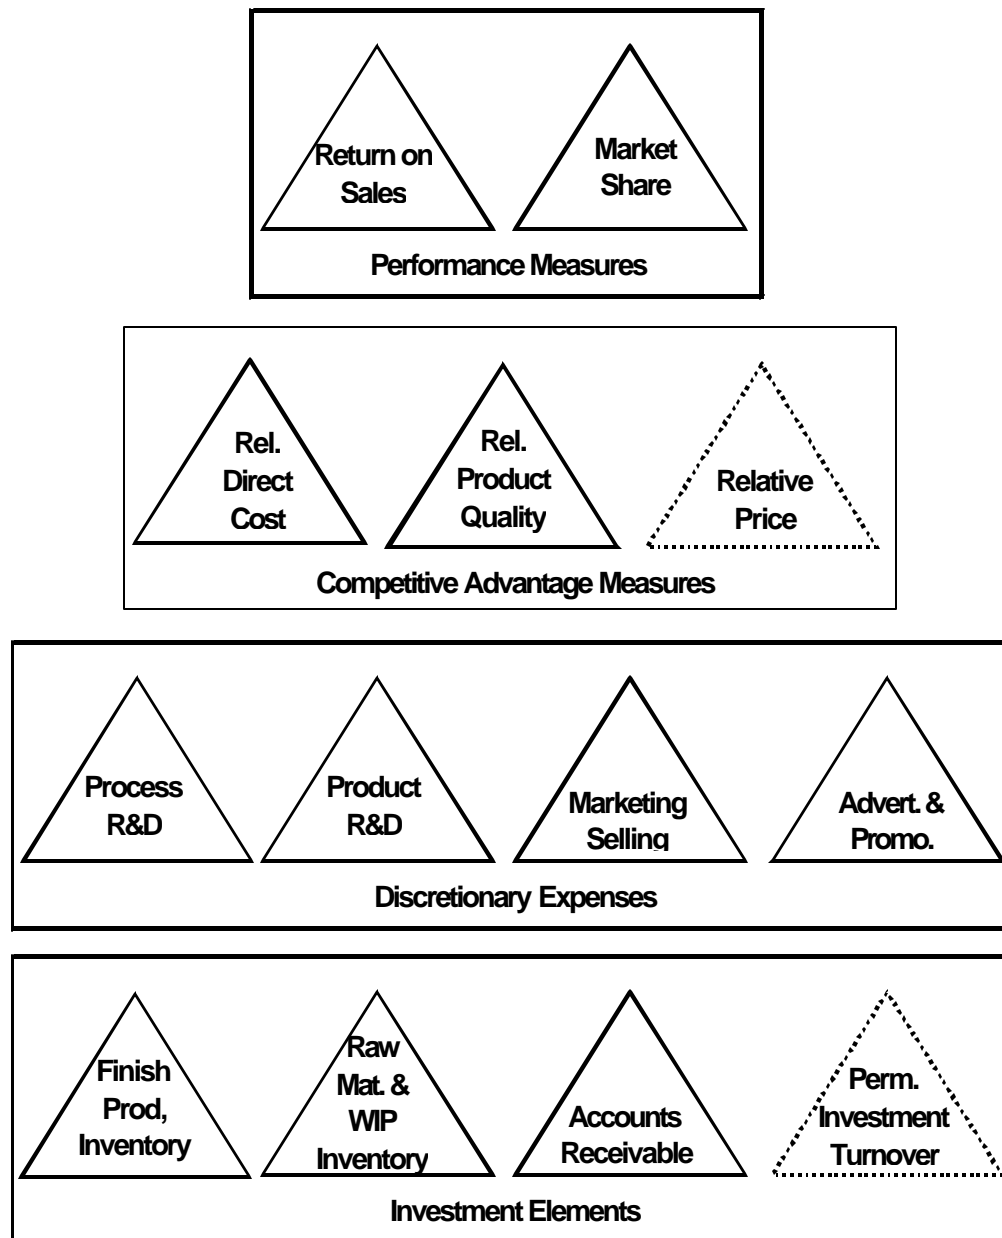 Return on
Sales
Market
Share
Performance Measures
Rel.
Direct
Cost
Rel.
Product
Quality
Relative
Price
Competitive Advantage Measures
Process
R&D
Product
R&D
Marketing
Selling
Advert. &
Promo.
Discretionary Expenses
Finish
Prod,
Inventory
Raw
Mat. &
WIP
Inventory
Accounts
Receivable
Perm.
Investment
Turnover
Investment Elements